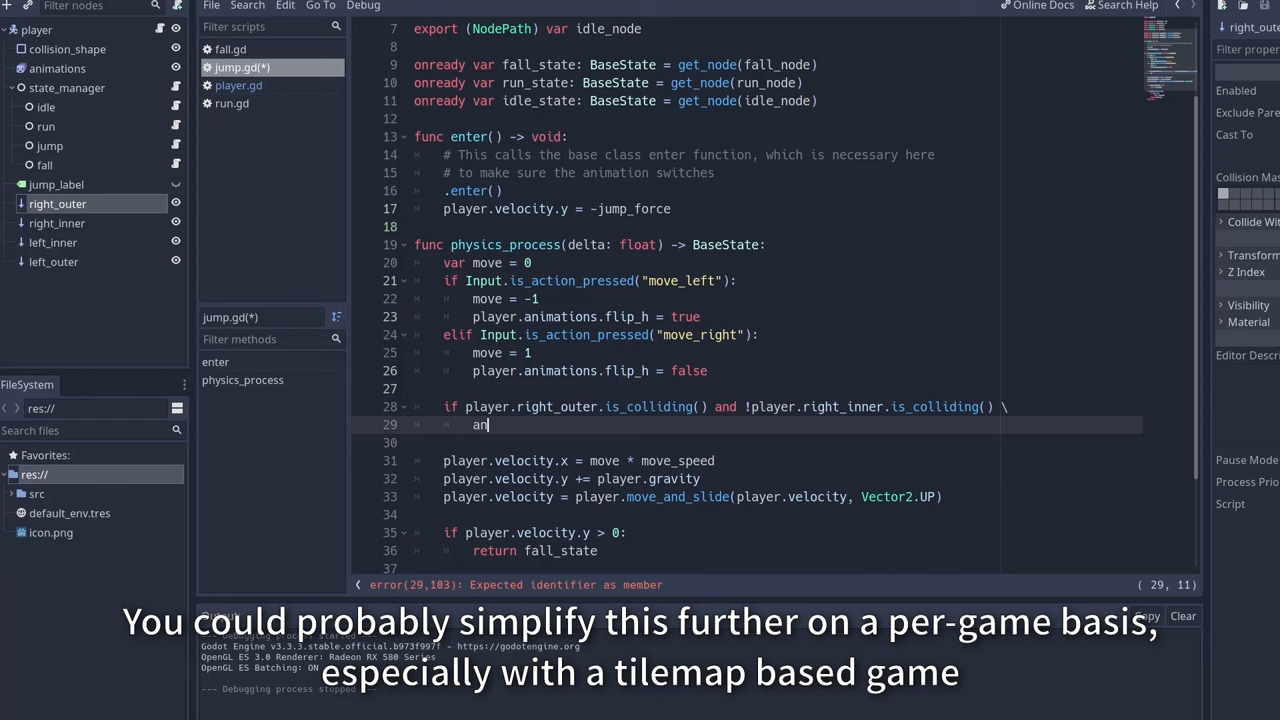 File Search Edit Go To Debug
Online Docs
Search Help
Filter nodes
player
collision_shape
animations
state_manager
idle
run
jump
fall
jump_label
right_outer
right_inner
left_inner
left_outer
Filter scripts
fall.gd
jump.gd(*)
player.gd
run.gd
jump.gd(*)
Filter methods
enter
physics_process
FileSystem
res://
Search files
Favorites:
res://
src
default_env.tres
icon.png
7 export (NodePath) var idle_node
8
9 onready var fall_state: BaseState = get_node(fall_node)
10 onready var run_state: BaseState = get_node(run_node)
11 onready var idle_state: BaseState = get_node(idle_node)
12
13 func enter() -> void:
14 # This calls the base class enter function, which is necessary here
15 # to make sure the animation switches
16 .enter()
17 player.velocity.y = -jump_force
18
19 func physics_process(delta: float) -> BaseState:
20 var move = 0
21 if Input.is_action_pressed("move_left"):
22 move = -1
23 player.animations.flip_h = true
24 elif Input.is_action_pressed("move_right"):
25 move = 1
26 player.animations.flip_h = false
27
28 if player.right_outer.is_colliding() and !player.right_inner.is_colliding() \
29 an
30
31 player.velocity.x = move * move_speed
32 player.velocity.y += player.gravity
33 player.velocity = player.move_and_slide(player.velocity, Vector2.UP)
35 if player.velocity.y > 0:
36 return fall_state
37
error(29,103): Expected identifier as member
( 29, 11)
Output:
Copy Clear
--- Debugging process started ---
Godot Engine v3.3.3.stable.official.b973f997f - https://godotengine.org
OpenGL ES 3.0 Renderer: Radeon RX 580 Series
OpenGL ES Batching: ON
--- Debugging process stopped ---
You could probably simplify this further on a per-game basis,
especially with a tilemap based game
right_oute
Filter prope
Enabled
Exclude Pare
Cast To
Collision Mas
Collide Wi
Transform
Z Index
Visibility
Material
Editor Descri
Pause Mode
Process Prio
Script